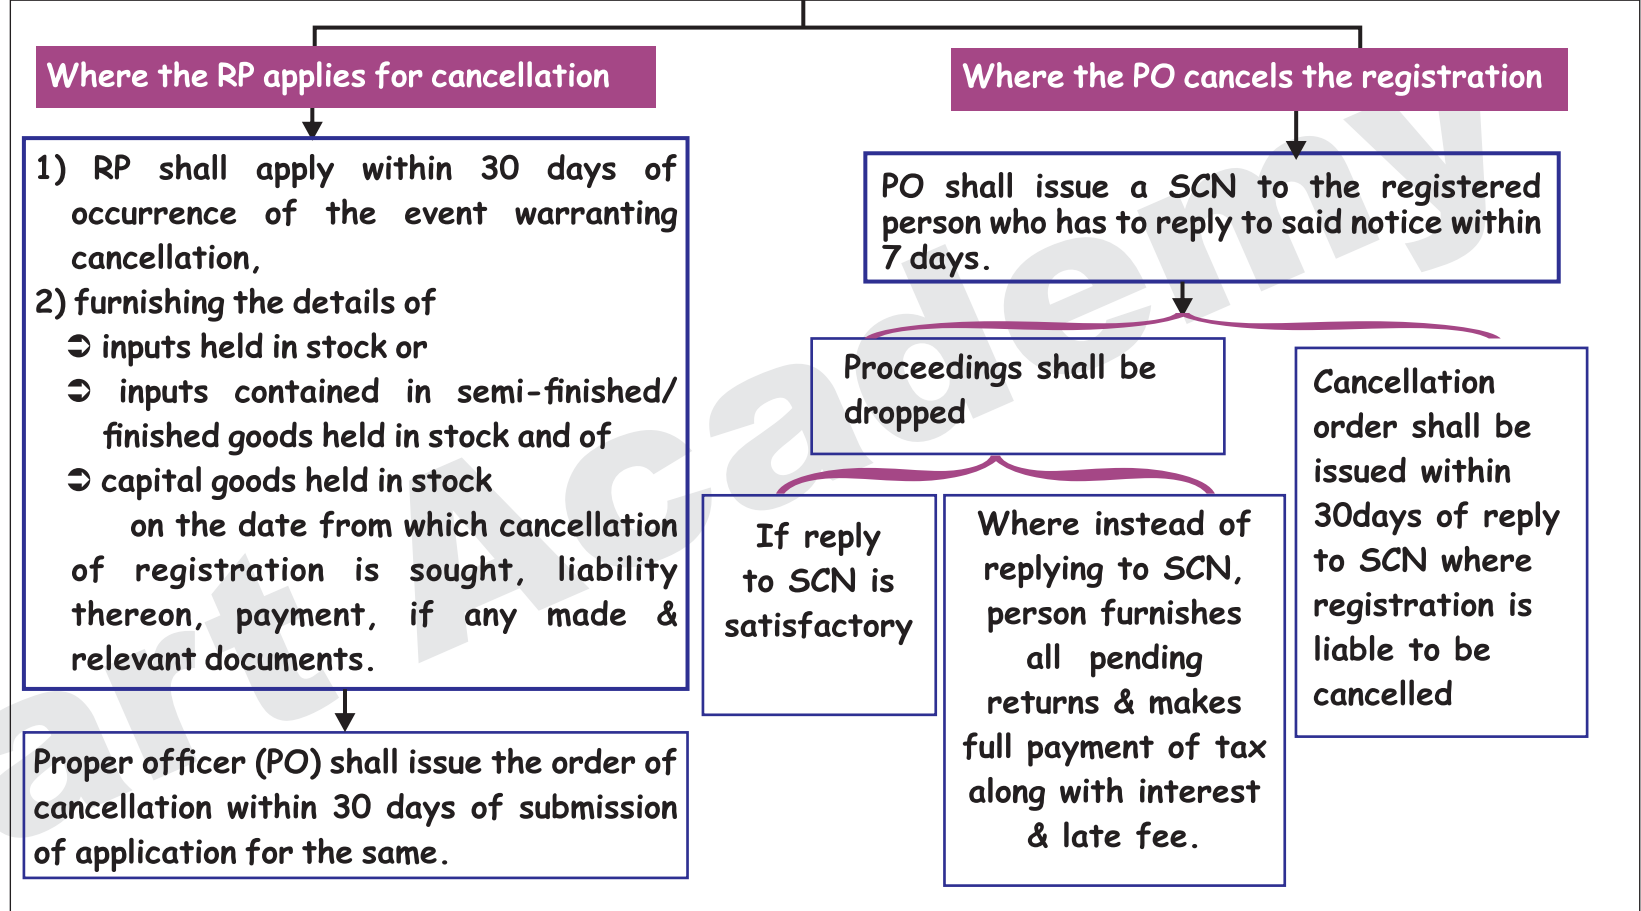 Where the RP applies for cancellation
1) RP shall apply within 30 days of
occurrence of the event warranting
cancellation,
2) furnishing the details of
➲ inputs held in stock or
➲ inputs contained in semi-finished/
finished goods held in stock and of
➲ capital goods held in stock
on the date from which cancellation
of registration is sought, liability
thereon, payment, if any made &
relevant documents.
Proper officer (PO) shall issue the order of
cancellation within 30 days of submission
of application for the same.
Where the PO cancels the registration
PO shall issue a SCN to the registered
person who has to reply to said notice within
7 days.
Proceedings shall be
dropped
If reply
to SCN is
satisfactory
Where instead of
replying to SCN,
person furnishes
all pending
returns & makes
full payment of tax
along with interest
& late fee.
Cancellation
order shall be
issued within
30days of reply
to SCN where
registration is
liable to be
cancelled
art Academy